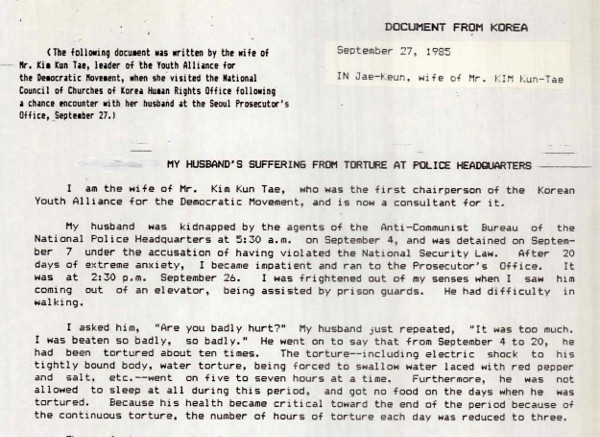 DOCUMENT FROM KOREA
September 27, 1985
IN Jae-Keun, wife of Mr. KIM Kun-Tae
(The following document was written by the wife of
Mr. Kim Kun Tae, leader of the Youth Alliance for
the Democratic Movement, when she visited the National
Council of Churches of Korea Human Rights Office following
a chance encounter with her husband at the Seoul Prosecutor's
Office, September 27.)
MY HUSBAND'S SUFFERING FROM TORTURE AT POLICE HEADQUARTERS
I am the wife of Mr. Kim Kun Tae, who was the first chairperson of the Korean
Youth Alliance for the Democratic Movement, and is now a consultant for it.
My husband was kidnapped by the agents of the Anti-Communist Bureau of the
National Police Headquarters at 5:30 a.m. on September 4, and was detained on Septem-
ber 7 under the accusation of having violated the National Security Law. After 20
days of extreme anxiety, I became impatient and ran to the Prosecutor's Office. It
was at 2:30 p.m. September 26. I was frightened out of my senses when I saw him
coming out of an elevator, being assisted by prison guards. He had difficulty in
walking.
I asked him, "Are you badly hurt?" My husband just repeated, "It was too much.
I was beaten so badly, so badly." He went on to say that from September 4 to 20, he
had been tortured about ten times. The torture--including electric shock to his
tightly bound body, water torture, being forced to swallow water laced with red pepper
and salt, etc.--went on five to seven hours at a time. Furthermore, he was not
allowed to sleep at all during this period, and got no food on the days when he was
tortured. Because his health became critical toward the end of the period because of
the continuous torture, the number of hours of torture each day was reduced to three.